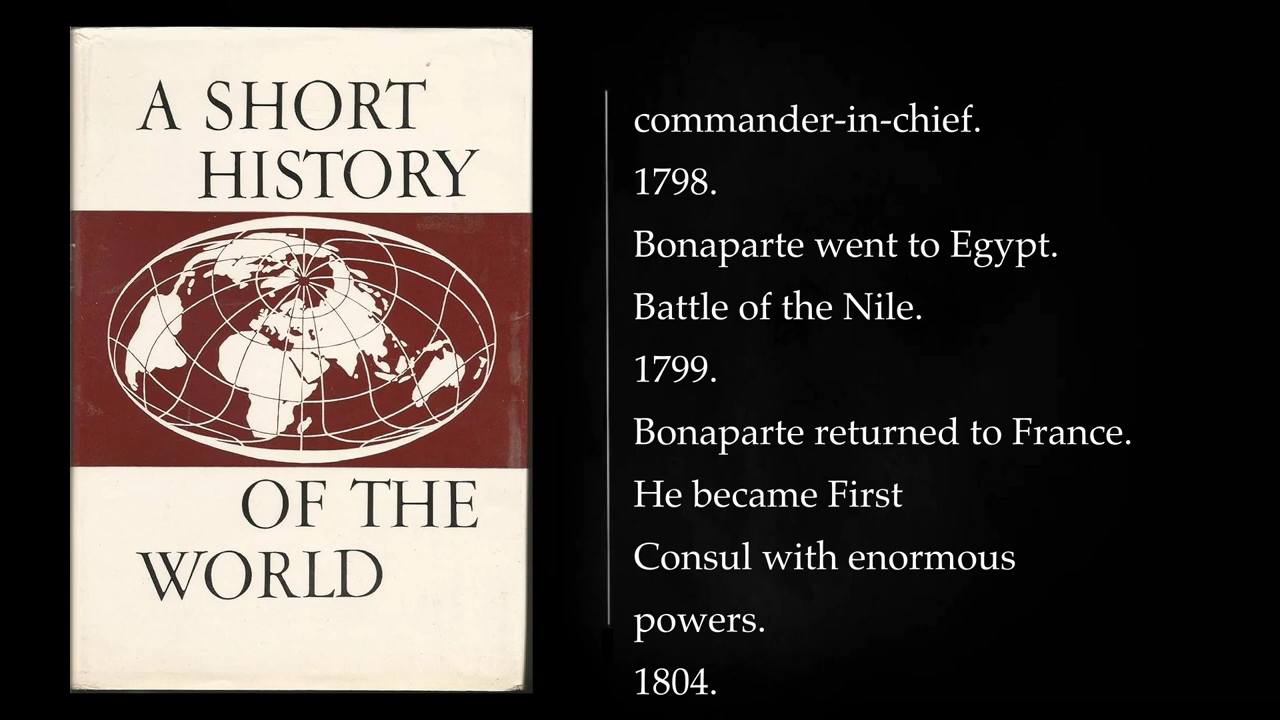 A SHORT
HISTORY
OF THE
WORLD
commander-in-chief.
1798.
Bonaparte went to Egypt.
Battle of the Nile.
1799.
Bonaparte returned to France.
He became First
Consul with enormous
powers.
1804.